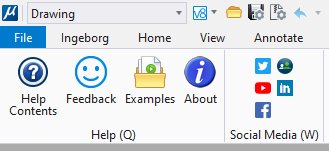 Drawing
File Ingeborg Home View Annotate
Help Contents Feedback Examples About
Help (Q) Social Media (W)